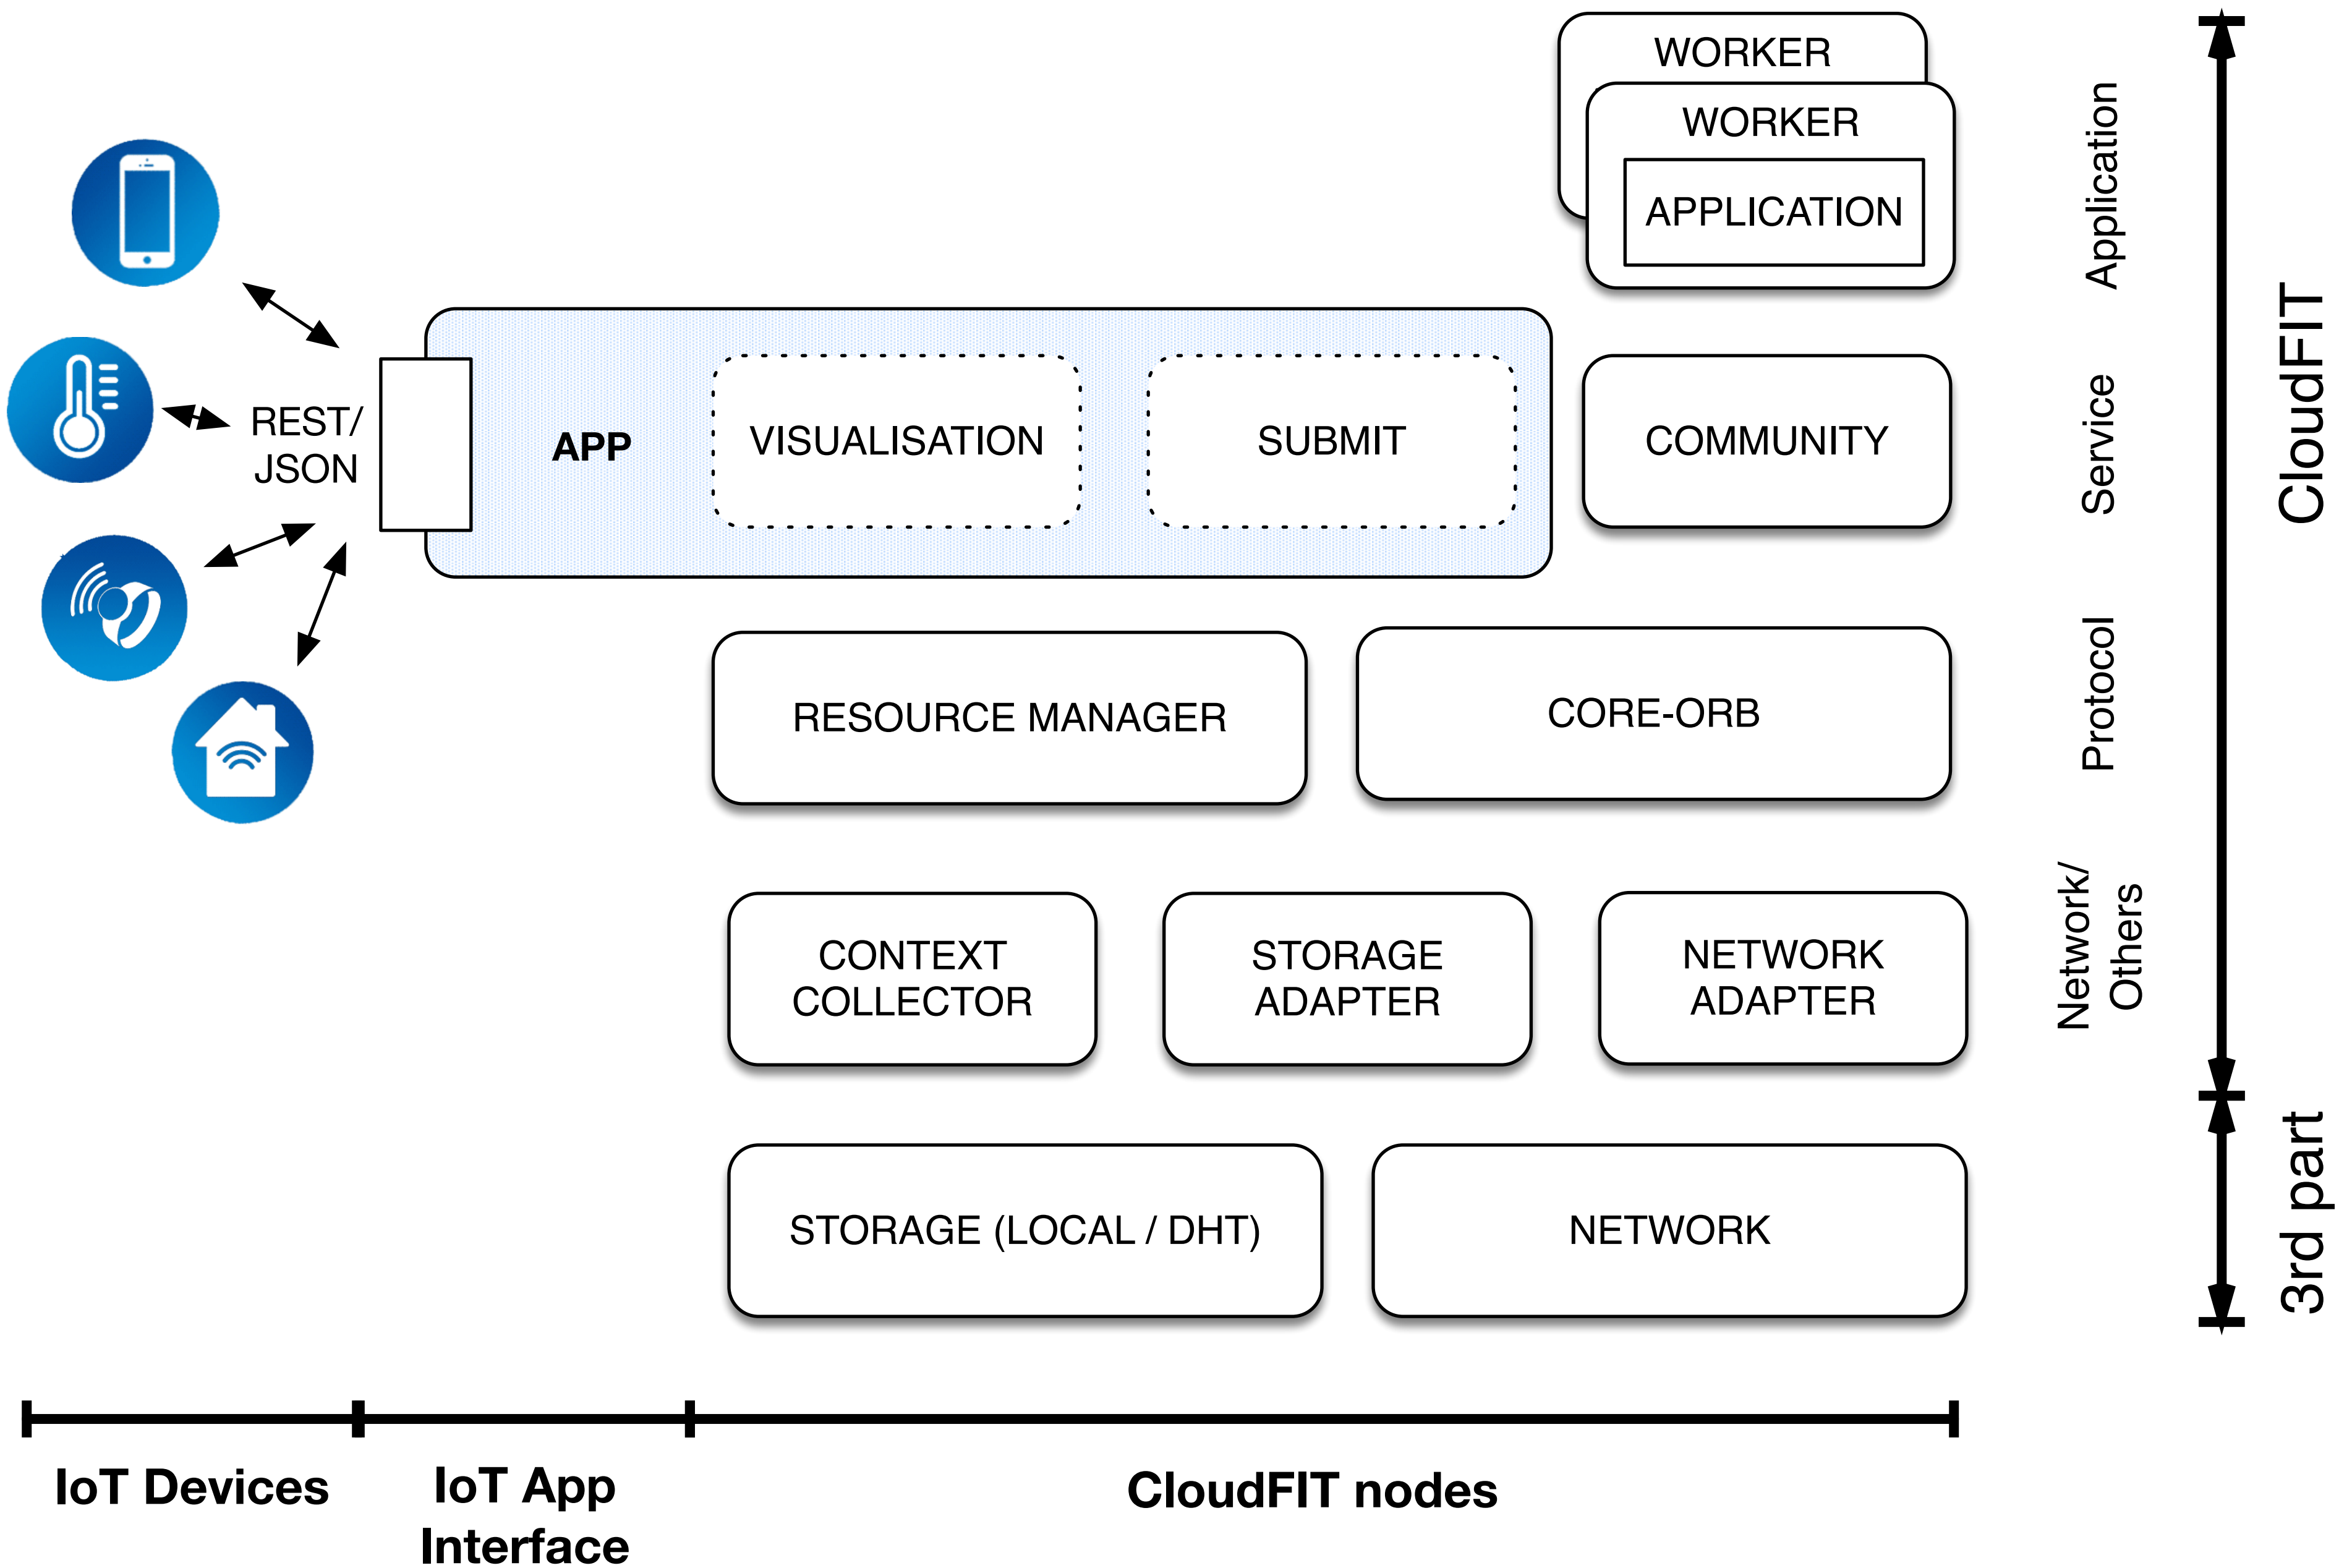 WORKER
WORKER
APPLICATION
Application
REST/
JSON
APP
VISUALISATION
SUBMIT
COMMUNITY
Service
CloudFIT
RESOURCE MANAGER
CORE-ORB
Protocol
CONTEXT
COLLECTOR
STORAGE
ADAPTER
NETWORK
ADAPTER
Network/
Others
STORAGE (LOCAL / DHT)
NETWORK
3rd part
IoT Devices
IoT App
Interface
CloudFIT nodes